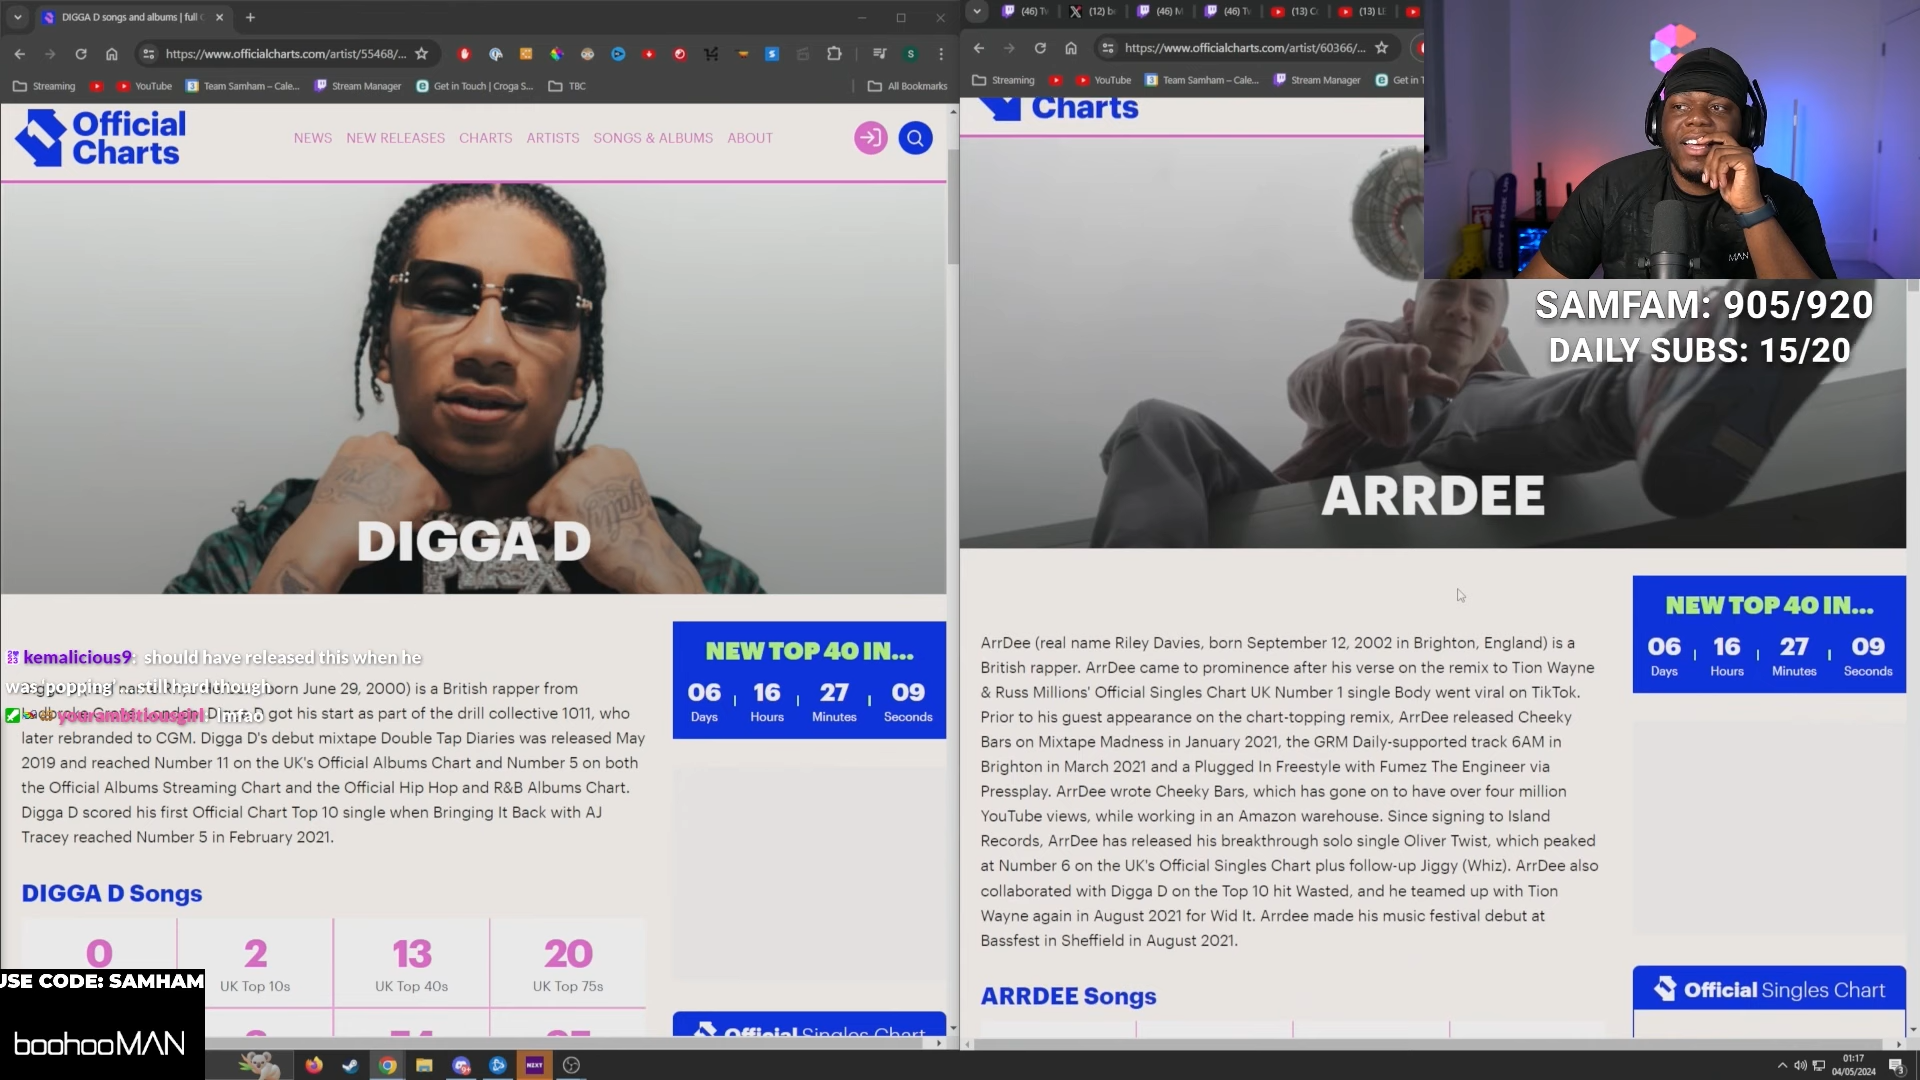 DIGGA D songs and albums | full
https://www.officialcharts.com/artist/55468/...
Streaming
YouTube
Team Samham – Cale...
Stream Manager
Get in Touch | Croga S...
TBC
All Bookmarks
Official
Charts
NEWS
NEW RELEASES
CHARTS
ARTISTS
SONGS & ALBUMS
ABOUT
DIGGA D
kemalicious9: should have released this when he
was 'popping'
still hard though
yourambitiousgirl: lmfao
born June 29, 2000) is a British rapper from
got his start as part of the drill collective 1011, who
later rebranded to CGM. Digga D's debut mixtape Double Tap Diaries was released May
2019 and reached Number 11 on the UK's Official Albums Chart and Number 5 on both
the Official Albums Streaming Chart and the Official Hip Hop and R&B Albums Chart.
Digga D scored his first Official Chart Top 10 single when Bringing It Back with AJ
Tracey reached Number 5 in February 2021.
NEW TOP 40 IN...
06 16 27 09
Days Hours Minutes Seconds
DIGGA D Songs
0 2 13 20
UK Top 10s
UK Top 40s
UK Top 75s
Official Singles Chart
USE CODE: SAMHAM
boohooMAN
NEXT
(46) Tw
(12) b
(46) M
(46) Tw
(13) C
(13) LE
https://www.officialcharts.com/artist/60366/...
Streaming
YouTube
Team Samham – Cale...
Stream Manager
Get in T
Charts
MAN
SAMFAM: 905/920
DAILY SUBS: 15/20
ARRDEE
ArrDee (real name Riley Davies, born September 12, 2002 in Brighton, England) is a
British rapper. ArrDee came to prominence after his verse on the remix to Tion Wayne
& Russ Millions' Official Singles Chart UK Number 1 single Body went viral on TikTok.
Prior to his guest appearance on the chart-topping remix, ArrDee released Cheeky
Bars on Mixtape Madness in January 2021, the GRM Daily-supported track 6AM in
Brighton in March 2021 and a Plugged In Freestyle with Fumez The Engineer via
Pressplay. ArrDee wrote Cheeky Bars, which has gone on to have over four million
YouTube views, while working in an Amazon warehouse. Since signing to Island
Records, ArrDee has released his breakthrough solo single Oliver Twist, which peaked
at Number 6 on the UK's Official Singles Chart plus follow-up Jiggy (Whiz). ArrDee also
collaborated with Digga D on the Top 10 hit Wasted, and he teamed up with Tion
Wayne again in August 2021 for Wid It. Arrdee made his music festival debut at
Bassfest in Sheffield in August 2021.
NEW TOP 40 IN...
06 16 27 09
Days Hours Minutes Seconds
ARRDEE Songs
Official Singles Chart
01:17
04/05/2024